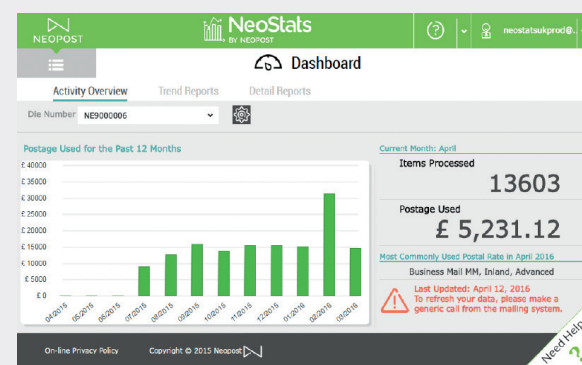 NEOPOST
NeoStats
BY NEOPOST
neostatsukprod@..
Dashboard
Activity Overview
Trend Reports
Detail Reports
Die Number
NE9000006
Postage Used for the Past 12 Months
£ 40000
£ 35000
£ 30000
£ 25000
£ 20000
£ 15000
£ 10000
£ 5000
£ 0
04/2015
05/2015
06/2015
07/2015
08/2015
09/2015
10/2015
11/2015
12/2015
01/2016
02/2016
03/2016
Current Month: April
Items Processed
13603
Postage Used
£ 5,231.12
Most Commonly Used Postal Rate in April 2016
Business Mail MM, Inland, Advanced
Last Updated: April 12, 2016
To refresh your data, please make a
generic call from the mailing system.
On-line Privacy Policy
Copyright © 2015 Neopost
Need Help
?